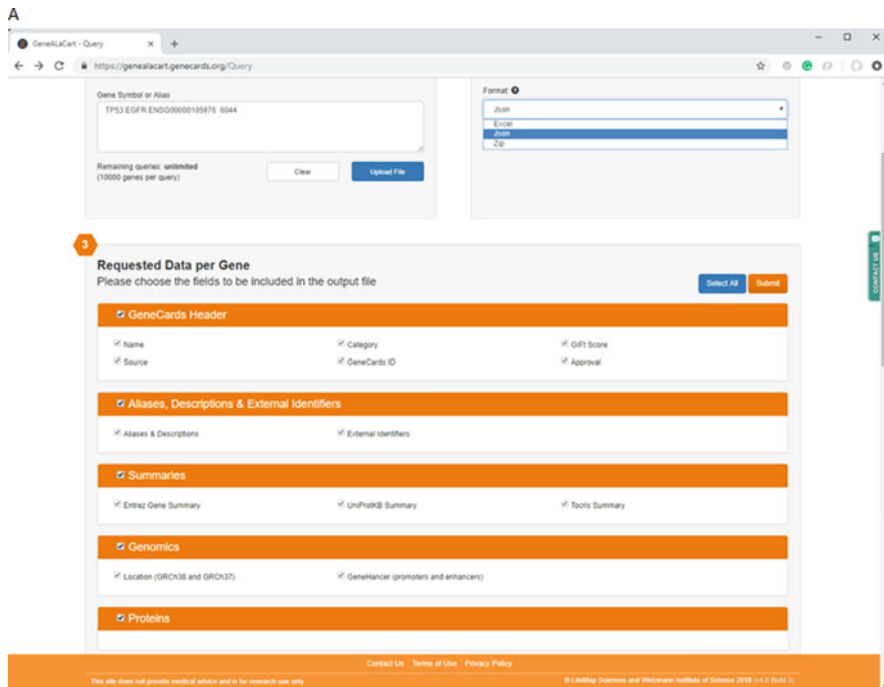 A
GeneALaCart - Query
https://genealacart.genecards.org/Query
Gene Symbol or Alias
TP53 EGFR ENSG00000105976 6044
Remaining queries: unlimited
(10000 genes per query)
Clear
Upload File
Format
Json
Excel
Json
Zip
CONTACT US
3
Requested Data per Gene
Please choose the fields to be included in the output file
Select All Submit
GeneCards Header
Name Category GIFt Score
Source GeneCards ID Approval
Aliases, Descriptions & External Identifiers
Aliases & Descriptions External Identifiers
Summaries
Entrez Gene Summary UniProtKB Summary Tocris Summary
Genomics
Location (GRCh38 and GRCh37) GeneHancer (promoters and enhancers)
Proteins
Contact Us Terms of Use Privacy Policy
This site does not provide medical advice and is for research use only © LifeMap Sciences and Weizmann Institute of Science 2018